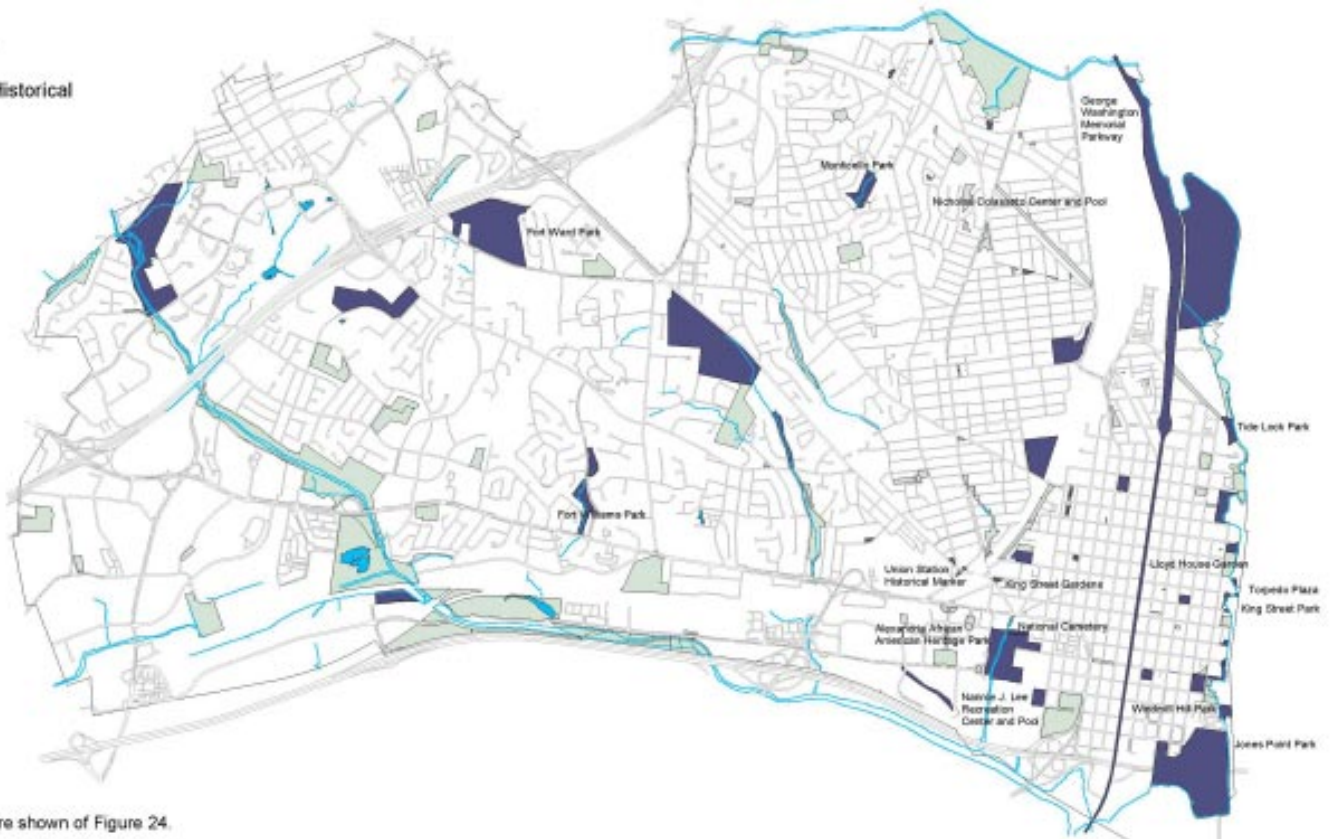 Historical
George
Washington
Memorial
Parkway
Monticello Park
Nicholas Colasanto Center and Pool
Fort Ward Park
Tide Lock Park
Fort Williams Park
Union Station
Historical Marker
King Street Gardens
Lloyd House Garden
Torpedo Plaza
King Street Park
Alexandria African
American Heritage Park
National Cemetery
Nannie J. Lee
Recreation
Center and Pool
Windmill Hill Park
Jones Point Park
re shown of Figure 24.